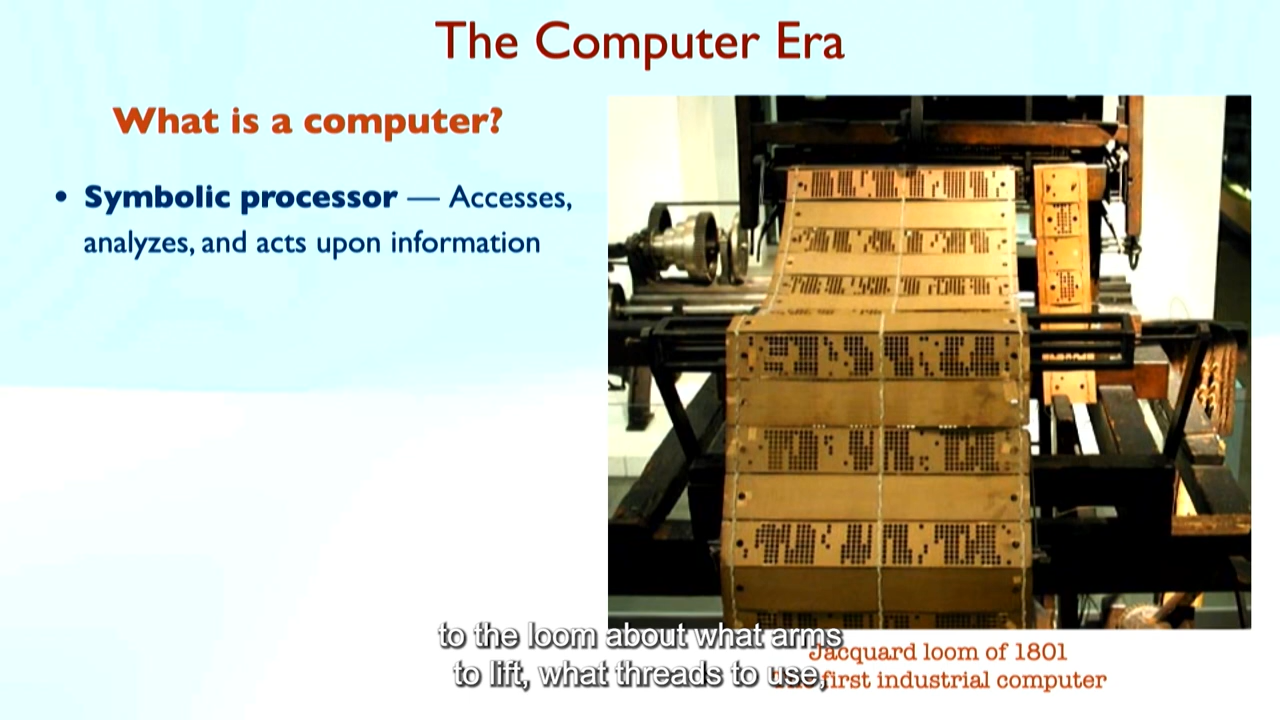 The Computer Era
What is a computer?
• Symbolic processor — Accesses,
analyzes, and acts upon information
to the loom about what arms
to lift, what threads to use,
Jacquard loom of 1801
first industrial computer